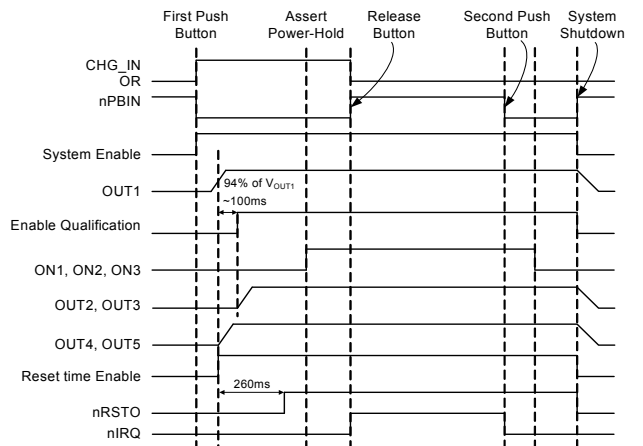 First Push
Button
Assert
Power-Hold
Release
Button
Second Push
Button
System
Shutdown
CHG_IN
OR
nPBIN
System Enable
OUT1
94% of VOUT1
~100ms
Enable Qualification
ON1, ON2, ON3
OUT2, OUT3
OUT4, OUT5
Reset time Enable
260ms
nRSTO
nIRQ